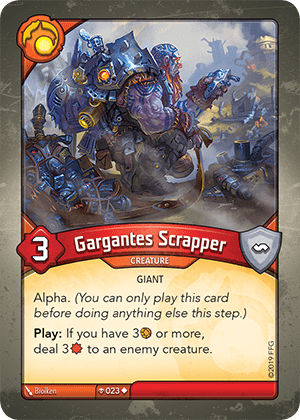 Gargantes Scrapper
3
CREATURE
GIANT
Alpha. (You can only play this card
before doing anything else this step.)
Play: If you have 3 or more,
deal 3 to an enemy creature.
©2019 FFG
Broiken
023